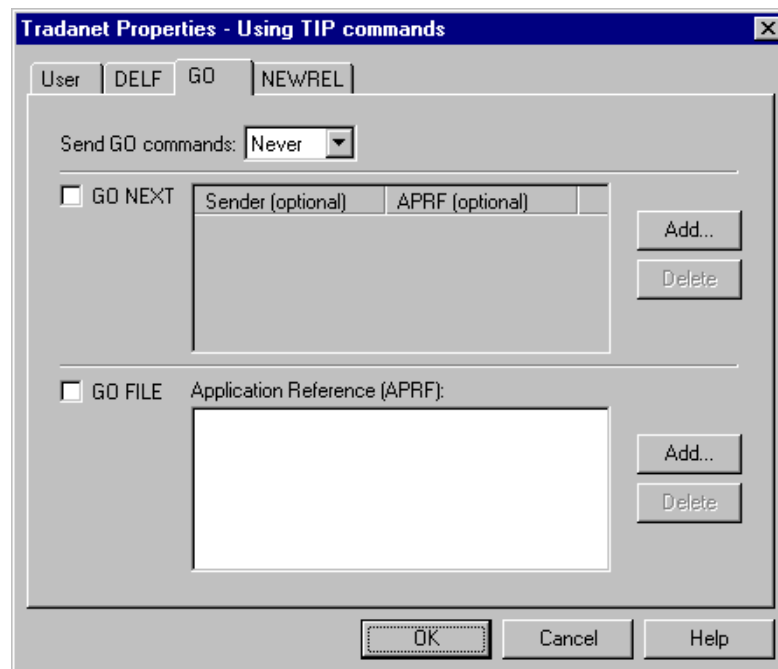 Tradanet Properties - Using TIP commands
User DELF GO NEWREL
Send GO commands: Never
GO NEXT Sender (optional) APRF (optional)
Add...
Delete
GO FILE Application Reference (APRF):
Add...
Delete
OK Cancel Help